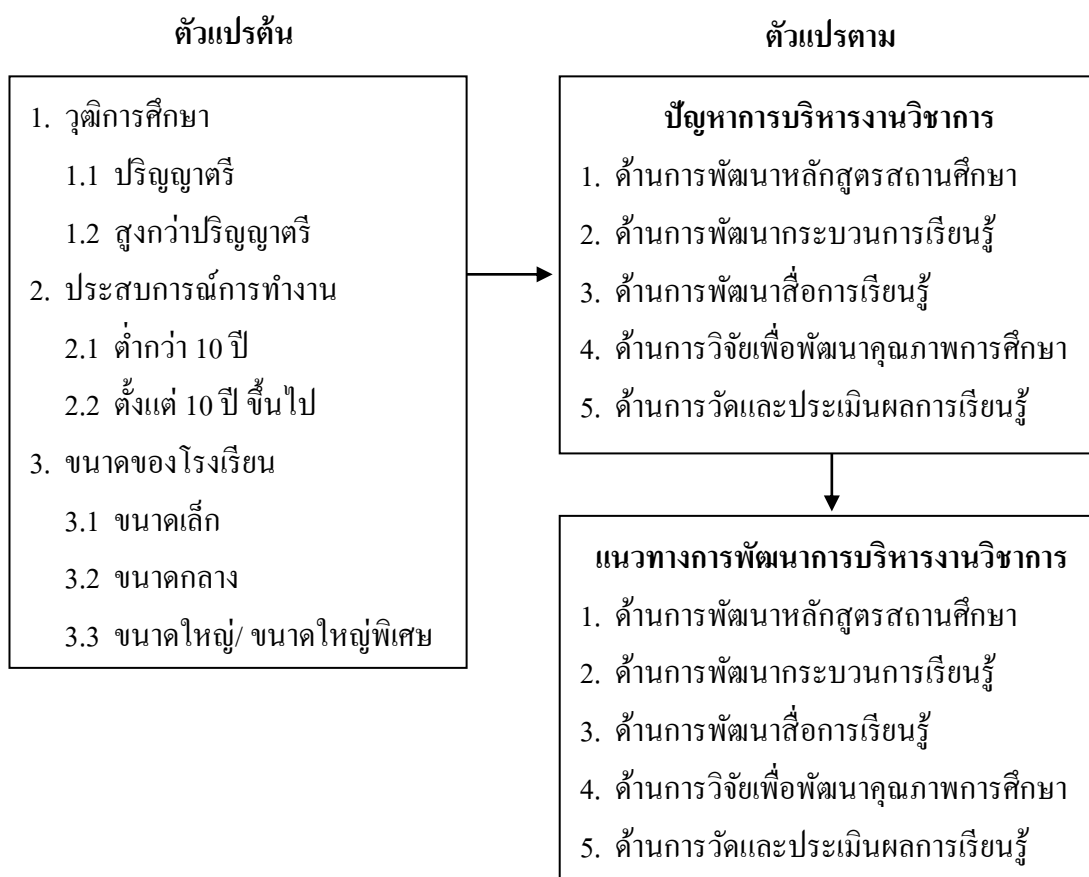 ตัวแปรต้น
1. วุฒิการศึกษา
1.1 ปริญญาตรี
1.2 สูงกว่าปริญญาตรี
2. ประสบการณ์การทำงาน
2.1 ต่ำกว่า 10 ปี
2.2 ตั้งแต่ 10 ปี ขึ้นไป
3. ขนาดของโรงเรียน
3.1 ขนาดเล็ก
3.2 ขนาดกลาง
3.3 ขนาดใหญ่/ ขนาดใหญ่พิเศษ
ตัวแปรตาม
ปัญหาการบริหารงานวิชาการ
1. ด้านการพัฒนาหลักสูตรสถานศึกษา
2. ด้านการพัฒนากระบวนการเรียนรู้
3. ด้านการพัฒนาสื่อการเรียนรู้
4. ด้านการวิจัยเพื่อพัฒนาคุณภาพการศึกษา
5. ด้านการวัดและประเมินผลการเรียนรู้
แนวทางการพัฒนาการบริหารงานวิชาการ
1. ด้านการพัฒนาหลักสูตรสถานศึกษา
2. ด้านการพัฒนากระบวนการเรียนรู้
3. ด้านการพัฒนาสื่อการเรียนรู้
4. ด้านการวิจัยเพื่อพัฒนาคุณภาพการศึกษา
5. ด้านการวัดและประเมินผลการเรียนรู้